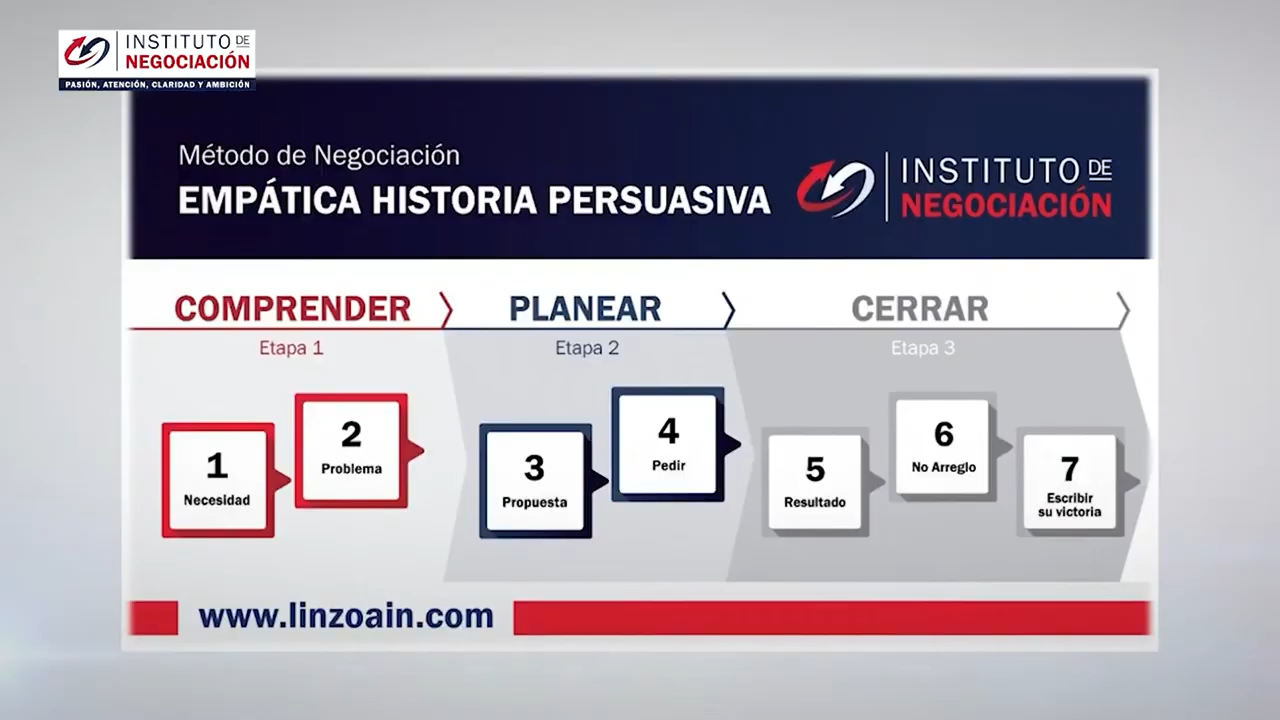 INSTITUTO DE
NEGOCIACIÓN
PASIÓN, ATENCIÓN, CLARIDAD Y AMBICIÓN
Método de Negociación
EMPÁTICA HISTORIA PERSUASIVA
INSTITUTO DE
NEGOCIACIÓN
COMPRENDER
PLANEAR
CERRAR
Etapa 1
Etapa 2
Etapa 3
1
Necesidad
2
Problema
3
Propuesta
4
Pedir
5
Resultado
6
No Arreglo
7
Escribir
su victoria
www.linzoain.com